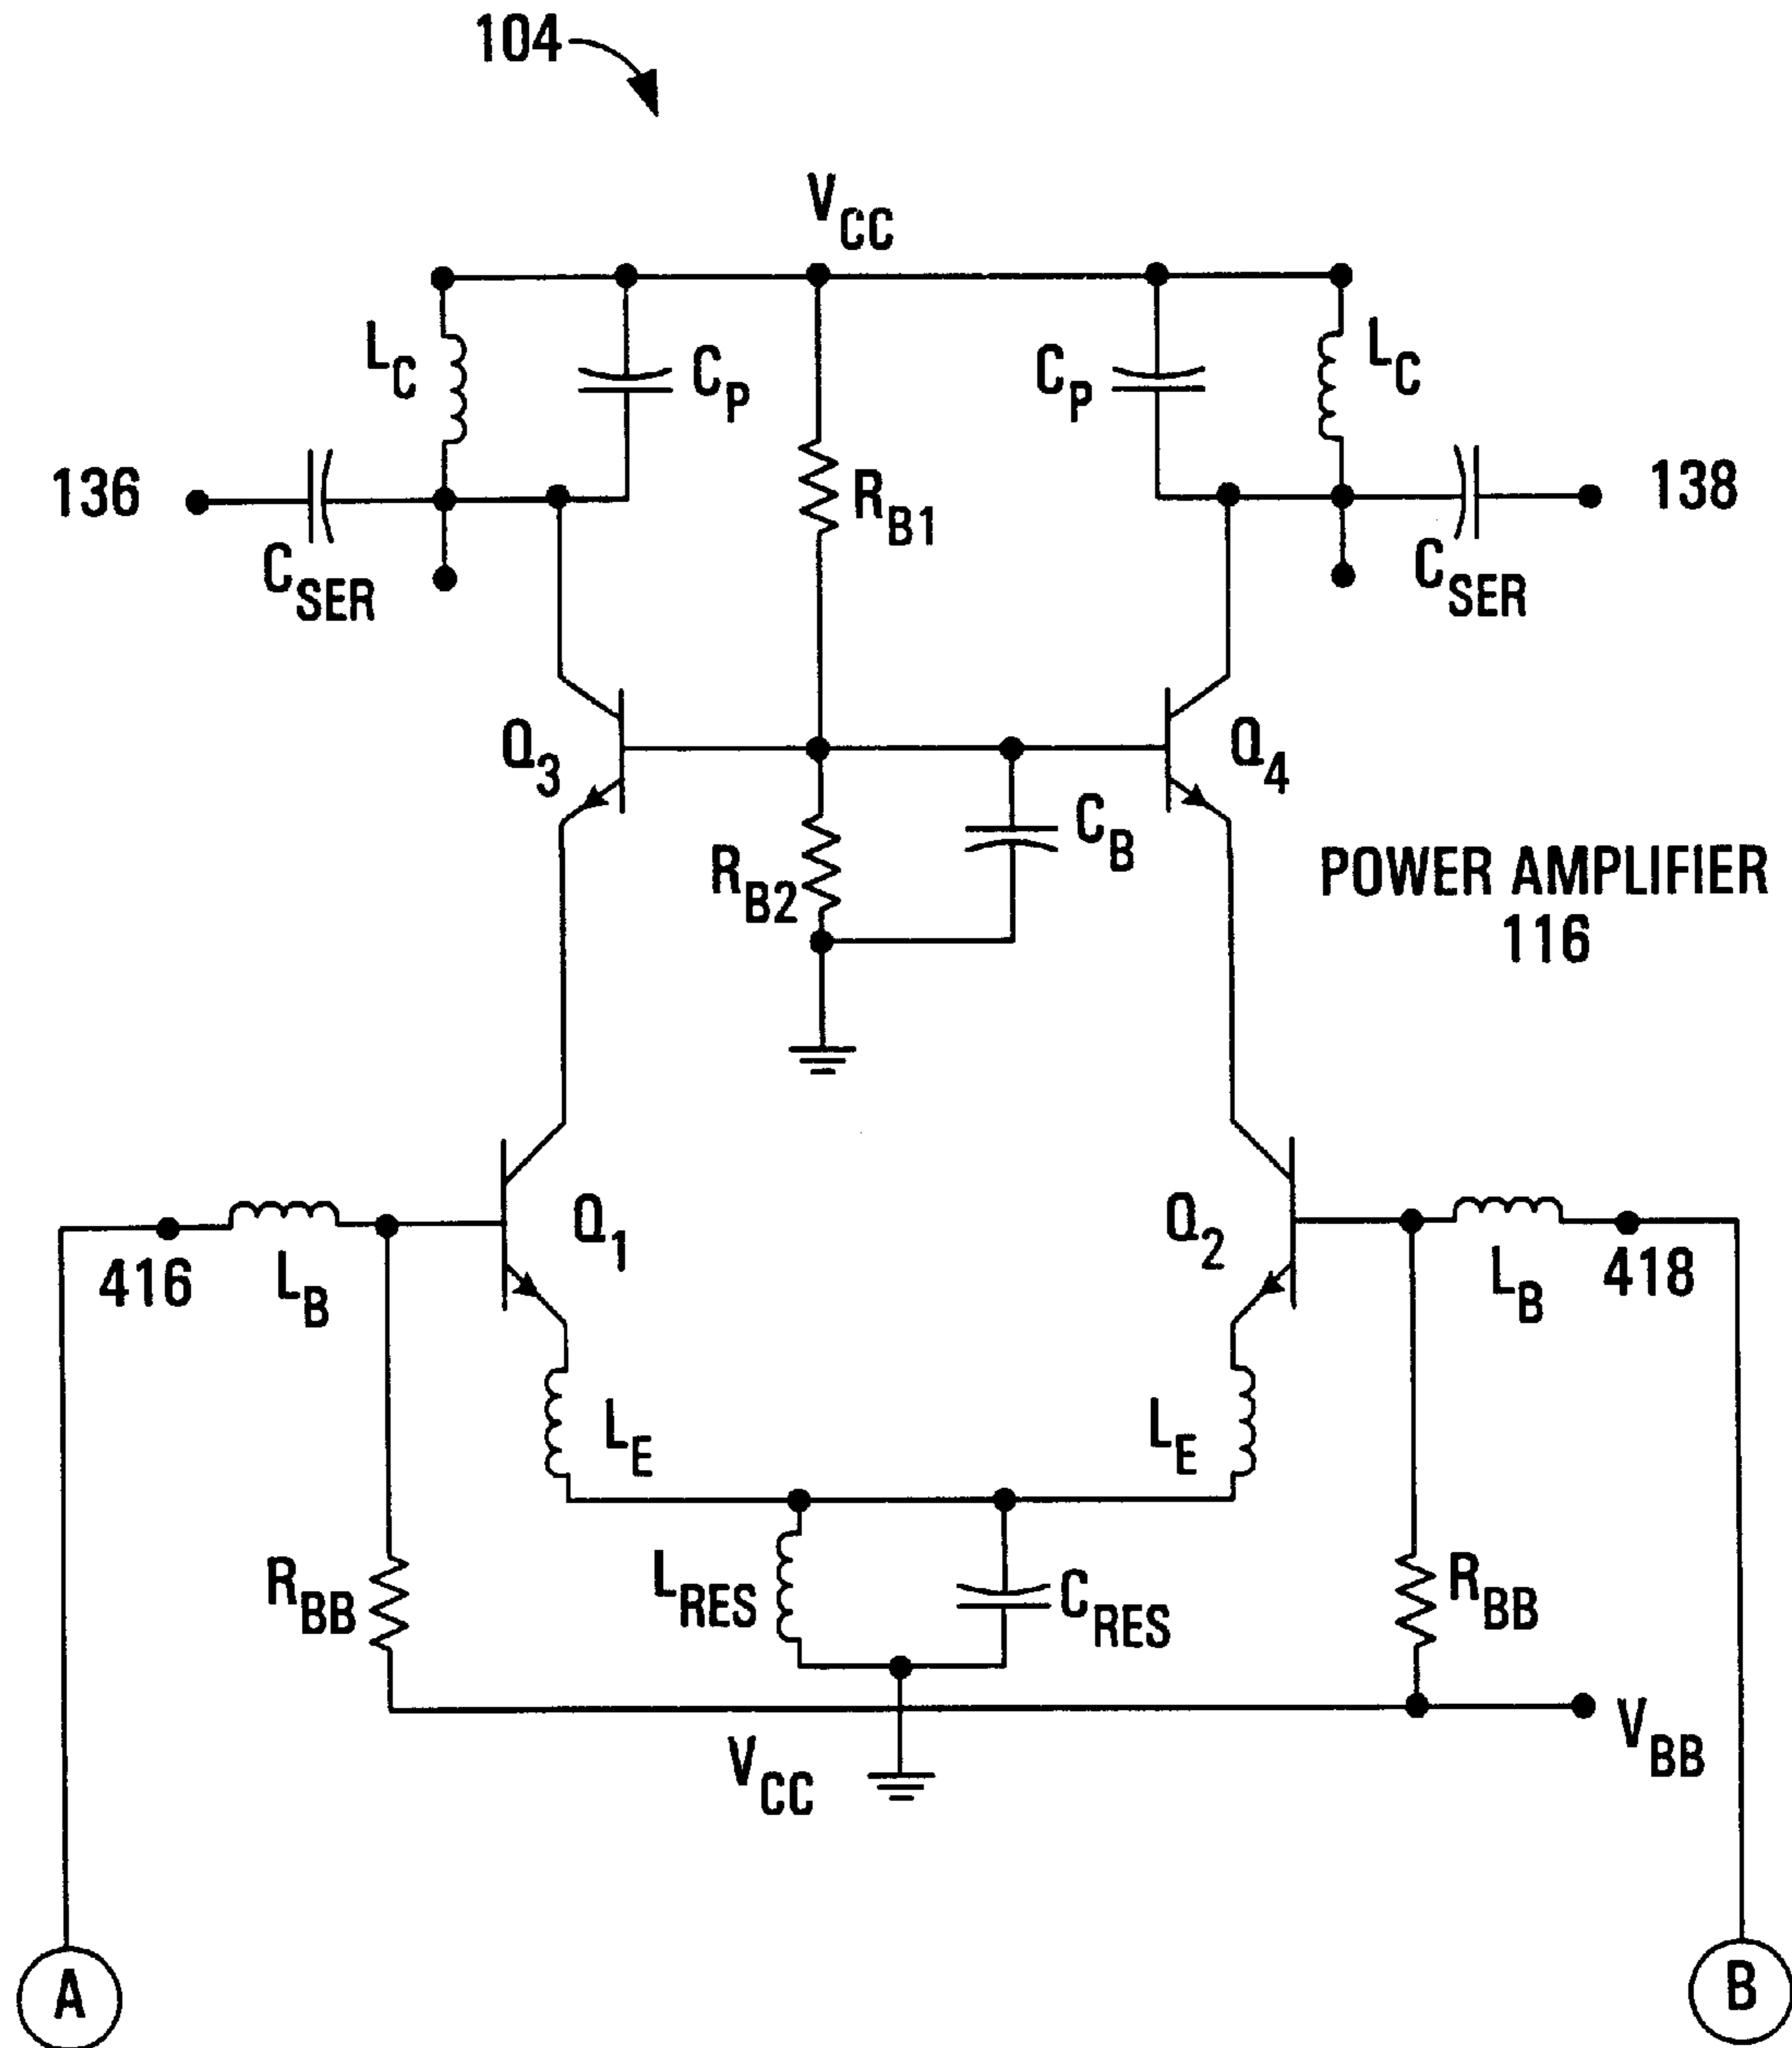 104
V_CC
L_C
C_P
C_P
L_C
136
R_B1
138
C_SER
C_SER
Q_3
Q_4
C_B
R_B2
POWER AMPLIFIER
116
Q_1
Q_2
416
L_B
L_B
418
L_E
L_E
R_BB
L_RES
C_RES
R_BB
V_CC
V_BB
A
B